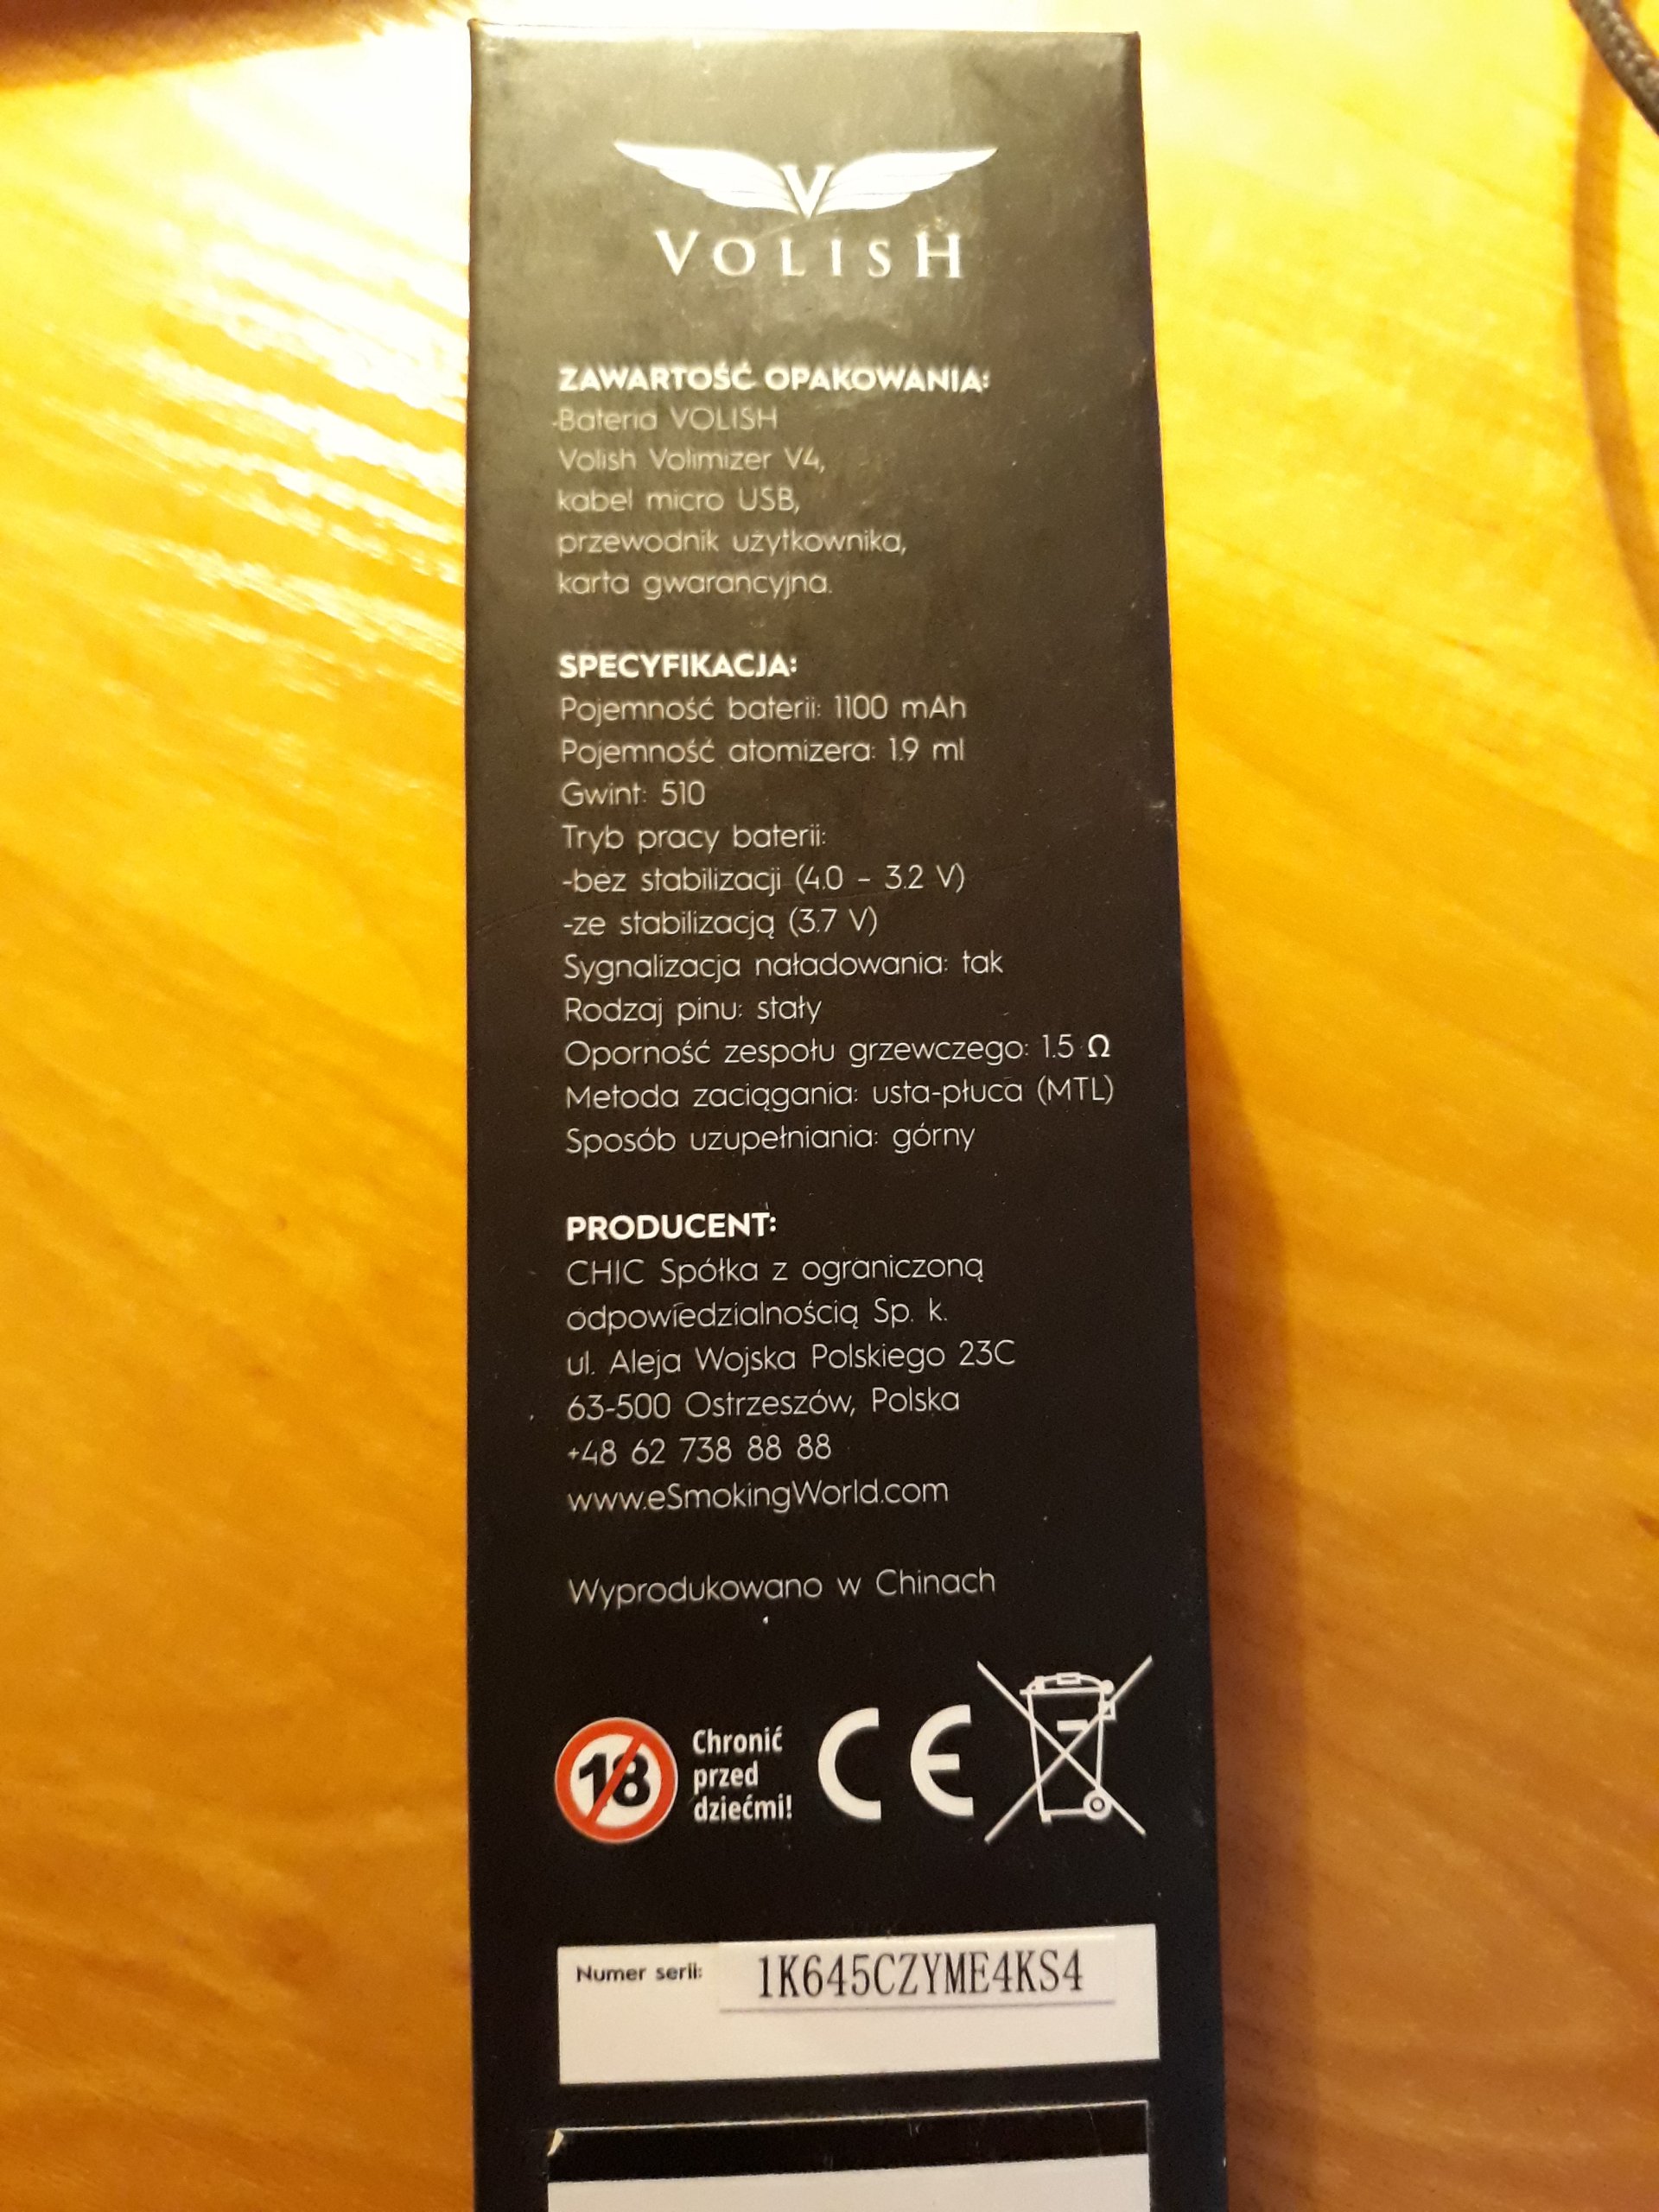 V
VOLISH
ZAWARTOŚĆ OPAKOWANIA:
-Bateria VOLISH
Volish Volimizer V4,
kabel micro USB,
przewodnik użytkownika,
karta gwarancyjna.
SPECYFIKACJA:
Pojemność baterii: 1100 mAh
Pojemność atomizera: 1.9 ml
Gwint: 510
Tryb pracy baterii:
-bez stabilizacji (4.0 - 3.2 V)
-ze stabilizacją (3.7 V)
Sygnalizacja naładowania: tak
Rodzaj pinu: stały
Oporność zespołu grzewczego: 1.5 Ω
Metoda zaciągania: usta-płuca (MTL)
Sposób uzupełniania: górny
PRODUCENT:
CHIC Spółka z ograniczoną
odpowiedzialnością Sp. k.
ul. Aleja Wojska Polskiego 23C
63-500 Ostrzeszów, Polska
+48 62 738 88 88
www.eSmokingWorld.com
Wyprodukowano w Chinach
18
Chronić
przed
dziećmi!
CE
Numer serii: 1K645CZYME4KS4